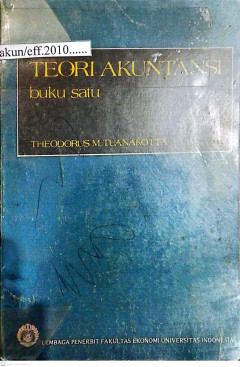 akun/eff.2010......
TEORI AKUNTANSI
buku satu
THEODORUS M. TUANAKOTTA
LEMBAGA PENERBIT FAKULTAS EKONOMI UNIVERSITAS INDONESIA